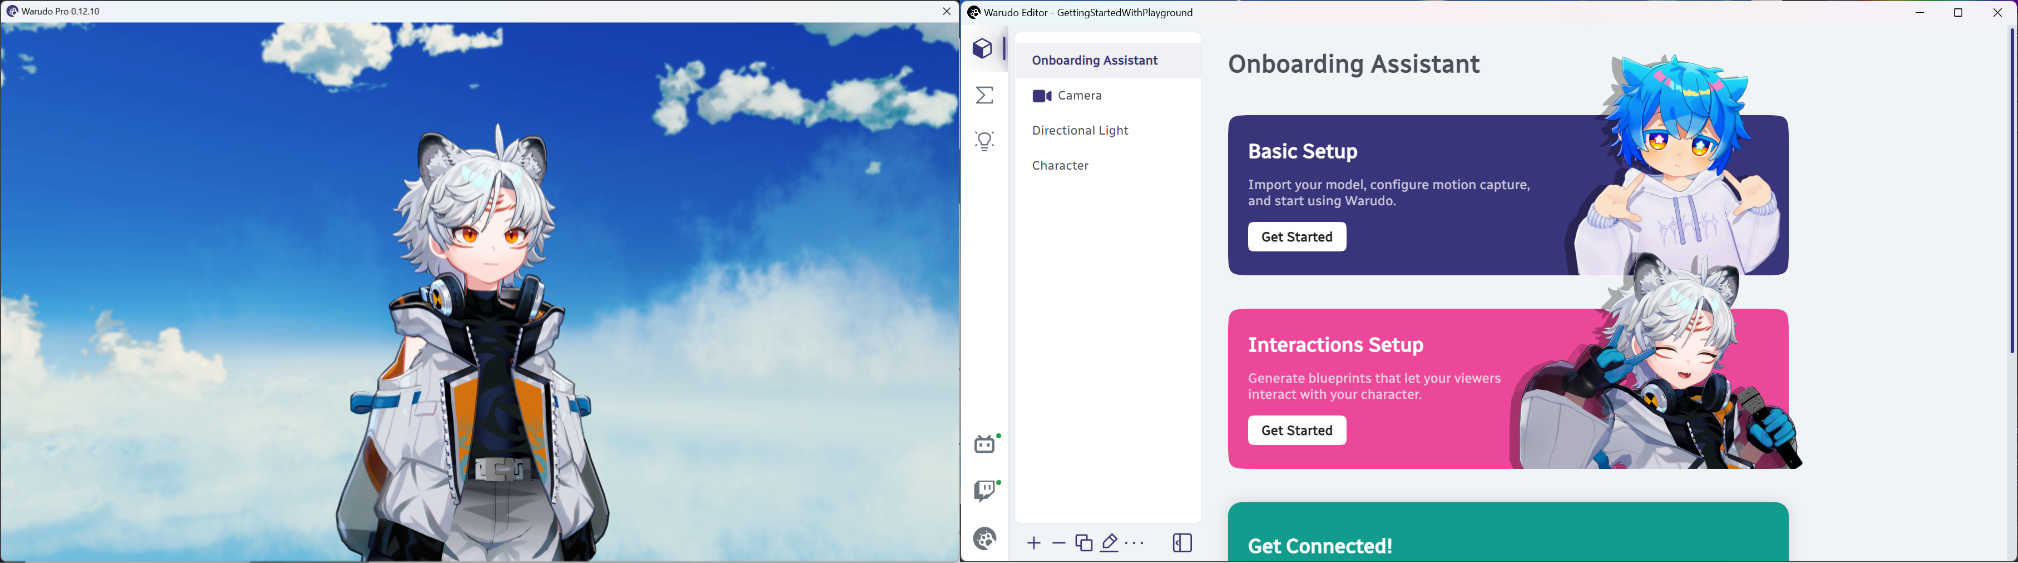 Warudo Pro 0.12.10
Warudo Editor - GettingStartedWithPlayground
Onboarding Assistant
Camera
Directional Light
Character
Onboarding Assistant
Basic Setup
Import your model, configure motion capture,
and start using Warudo.
Get Started
Interactions Setup
Generate blueprints that let your viewers
interact with your character.
Get Started
Get Connected!